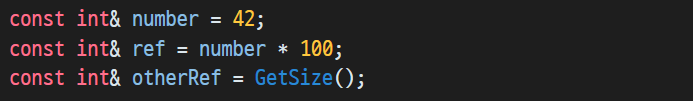 const int& number = 42;
const int& ref = number * 100;
const int& otherRef = GetSize();